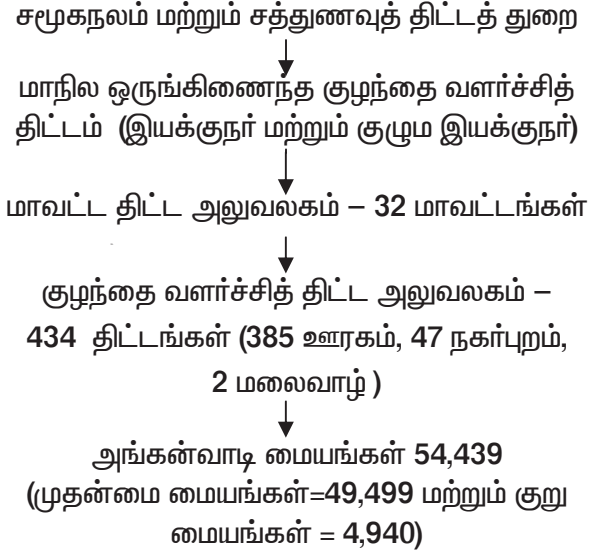 சமூகநலம் மற்றும் சத்துணவுத் திட்டத் துறை
மாநில ஒருங்கிணைந்த குழந்தை வளர்ச்சித்
திட்டம் (இயக்குநர் மற்றும் குழும இயக்குநர்)
மாவட்ட திட்ட அலுவலகம் – 32 மாவட்டங்கள்
குழந்தை வளர்ச்சித் திட்ட அலுவலகம் –
434 திட்டங்கள் (385 ஊரகம், 47 நகர்புறம்,
2 மலைவாழ் )
அங்கன்வாடி மையங்கள் 54,439
(முதன்மை மையங்கள்=49,499 மற்றும் குறு
மையங்கள் = 4,940)